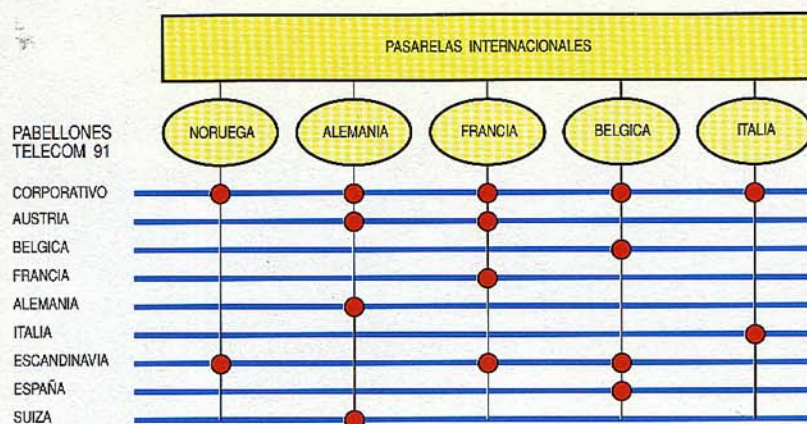 PASARELAS INTERNACIONALES
PABELLONES
TELECOM 91
NORUEGA
ALEMANIA
FRANCIA
BELGICA
ITALIA
CORPORATIVO
AUSTRIA
BELGICA
FRANCIA
ALEMANIA
ITALIA
ESCANDINAVIA
ESPAÑA
SUIZA